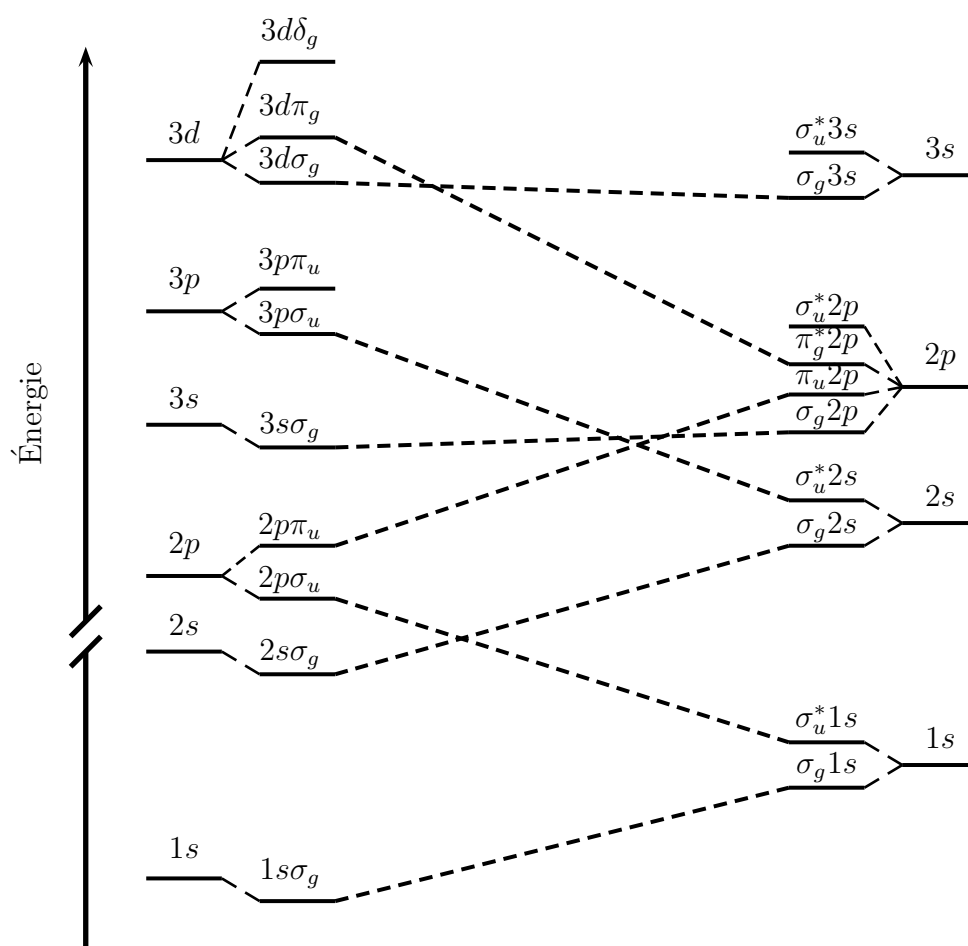 3dδ_g
3d
3dπ_g
3dσ_g
σ_u^*3s
σ_g3s
3s
3p
3pπ_u
3pσ_u
σ_u^*2p
π_g^*2p
π_u2p
σ_g2p
2p
Énergie
3s
3sσ_g
σ_u^*2s
σ_g2s
2s
2p
2pπ_u
2pσ_u
2s
2sσ_g
σ_u^*1s
σ_g1s
1s
1s
1sσ_g